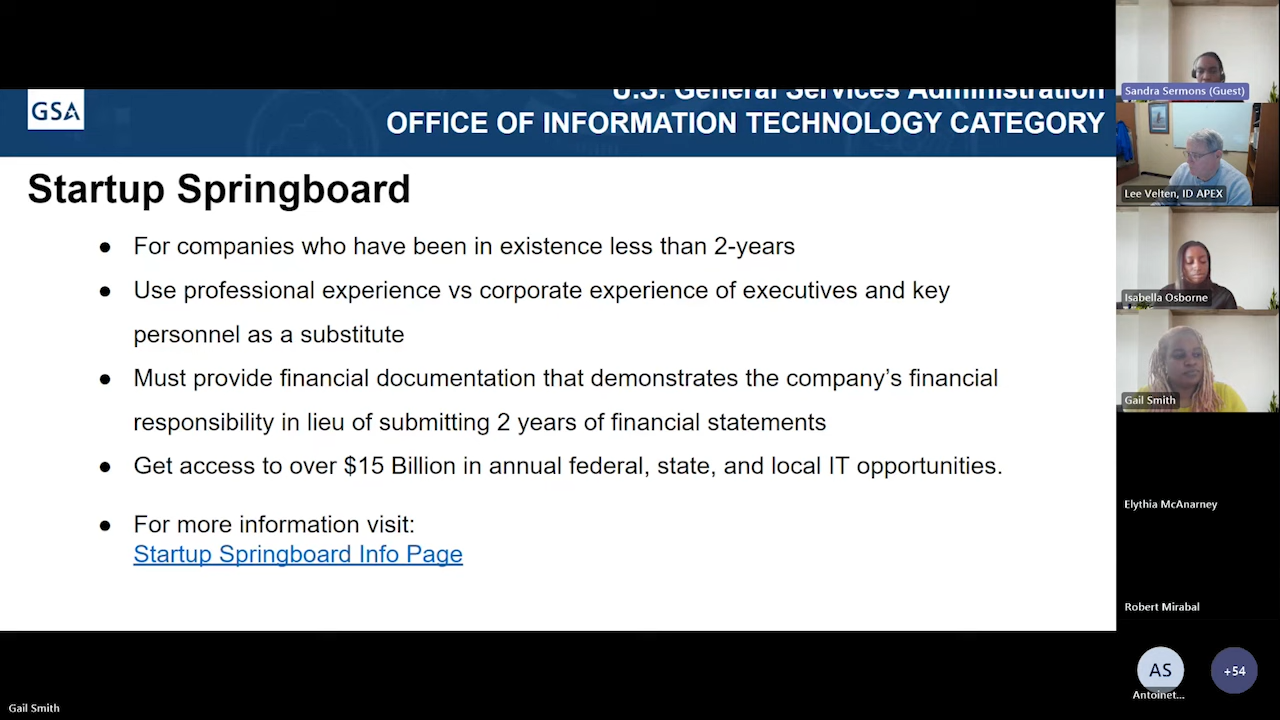 U.S. General Services Administration
GSA
OFFICE OF INFORMATION TECHNOLOGY CATEGORY
Startup Springboard
● For companies who have been in existence less than 2-years
● Use professional experience vs corporate experience of executives and key
personnel as a substitute
● Must provide financial documentation that demonstrates the company’s financial
responsibility in lieu of submitting 2 years of financial statements
● Get access to over $15 Billion in annual federal, state, and local IT opportunities.
● For more information visit:
Startup Springboard Info Page
Sandra Sermons (Guest)
Lee Velten, ID APEX
Isabella Osborne
Gail Smith
Elythia McAnarney
Robert Mirabal
AS
+54
Antoinet...
Gail Smith